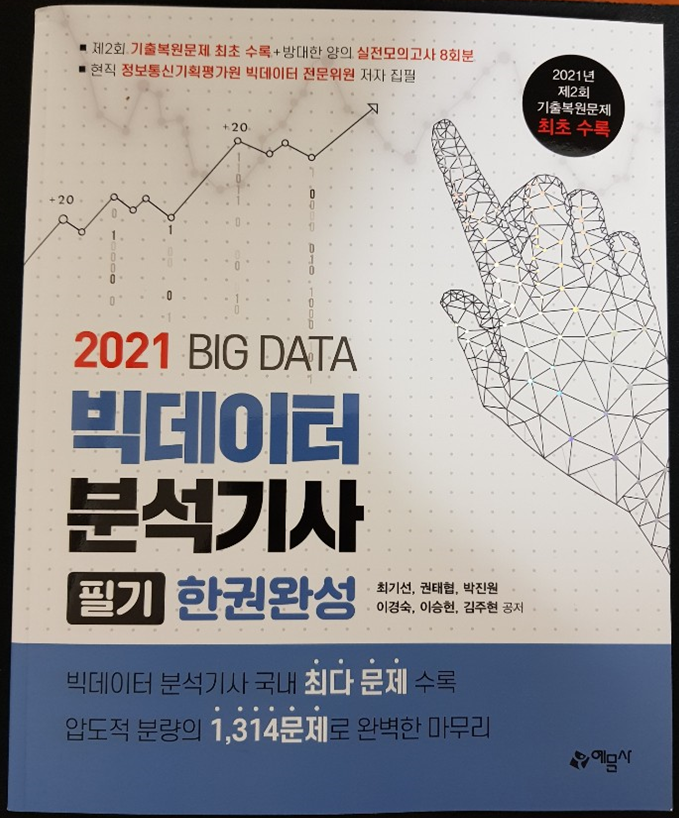 ■ 제2회 기출복원문제 최초 수록+방대한 양의 실전모의고사 8회분
■ 현직 정보통신기획평가원 빅데이터 전문위원 저자 집필
2021년
제2회
기출복원문제
최초 수록
+20
+20
2021 BIG DATA
빅데이터
분석기사
필기 한권완성
최기선, 권태협, 박진원
이경숙, 이승현, 김주현 공저
빅데이터 분석기사 국내 최다 문제 수록
압도적 분량의 1,314문제로 완벽한 마무리
예문사